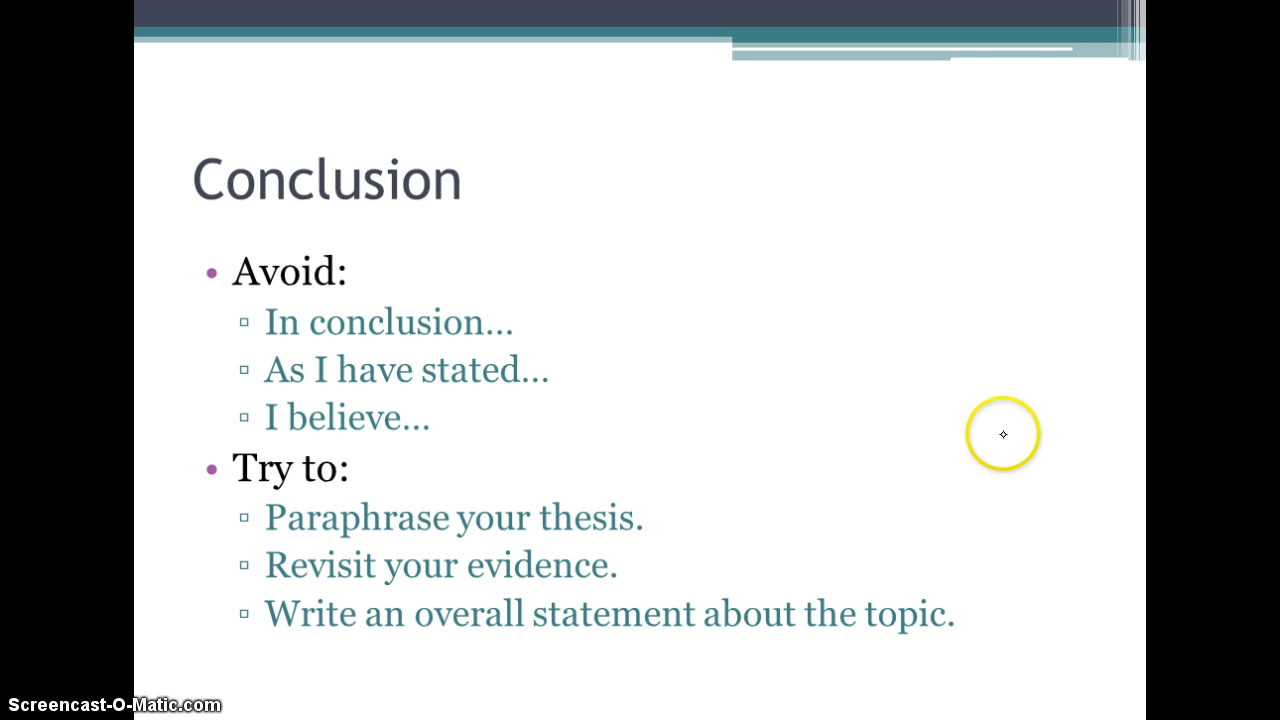 Conclusion
• Avoid:
▫ In conclusion...
▫ As I have stated...
▫ I believe...
• Try to:
▫ Paraphrase your thesis.
▫ Revisit your evidence.
▫ Write an overall statement about the topic.
Screencast-O-Matic.com